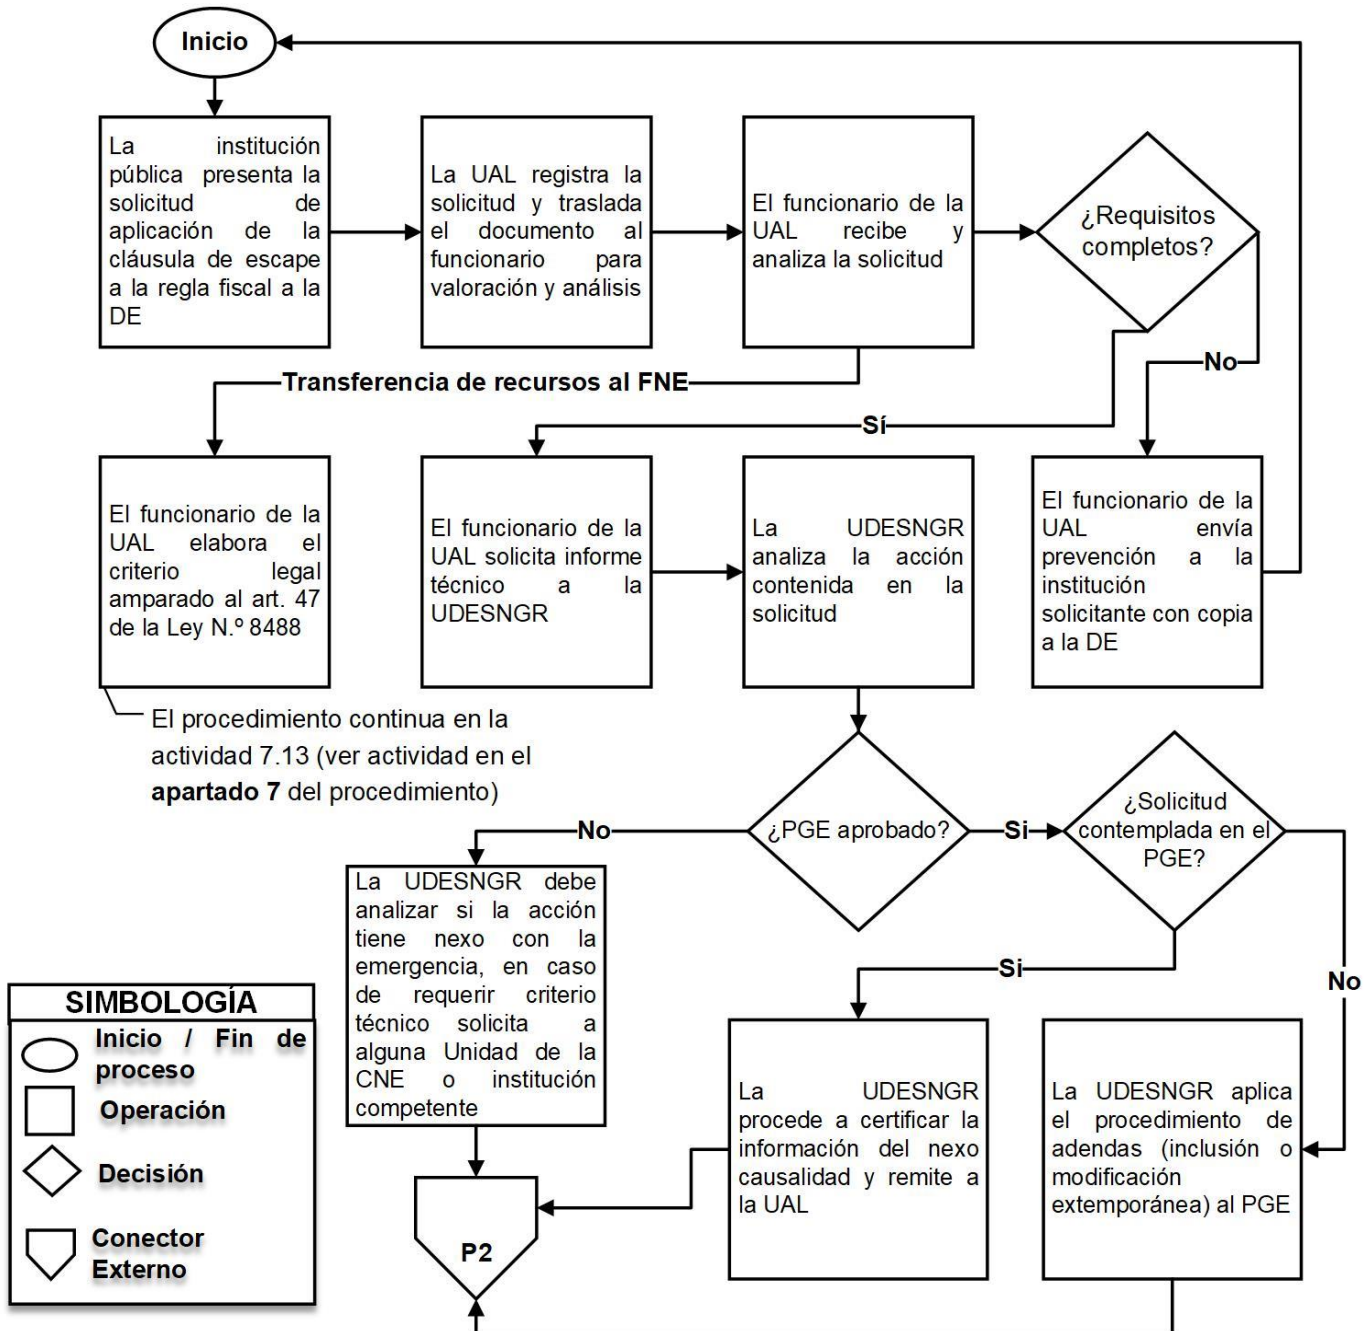 Inicio
La institución
pública presenta la
solicitud de
aplicación de la
cláusula de escape
a la regla fiscal a la
DE
La UAL registra la
solicitud y traslada
el documento al
funcionario para
valoración y análisis
El funcionario de la
UAL recibe y
analiza la solicitud
¿Requisitos
completos?
Transferencia de recursos al FNE
No
Sí
El funcionario de la
UAL elabora el
criterio legal
amparado al art. 47
de la Ley N.º 8488
El funcionario de la
UAL solicita informe
técnico a la
UDESNGR
La UDESNGR
analiza la acción
contenida en la
solicitud
El funcionario de la
UAL envía
prevención a la
institución
solicitante con copia
a la DE
El procedimiento continua en la
actividad 7.13 (ver actividad en el
apartado 7 del procedimiento)
No
¿PGE aprobado?
Si
¿Solicitud
contemplada en el
PGE?
La UDESNGR debe
analizar si la acción
tiene nexo con la
emergencia, en caso
de requerir criterio
técnico solicita a
alguna Unidad de la
CNE o institución
competente
Si
No
La UDESNGR
procede a certificar la
información del nexo
causalidad y remite a
la UAL
La UDESNGR aplica
el procedimiento de
adendas (inclusión o
modificación
extemporánea) al PGE
P2
SIMBOLOGÍA
Inicio / Fin de
proceso
Operación
Decisión
Conector
Externo